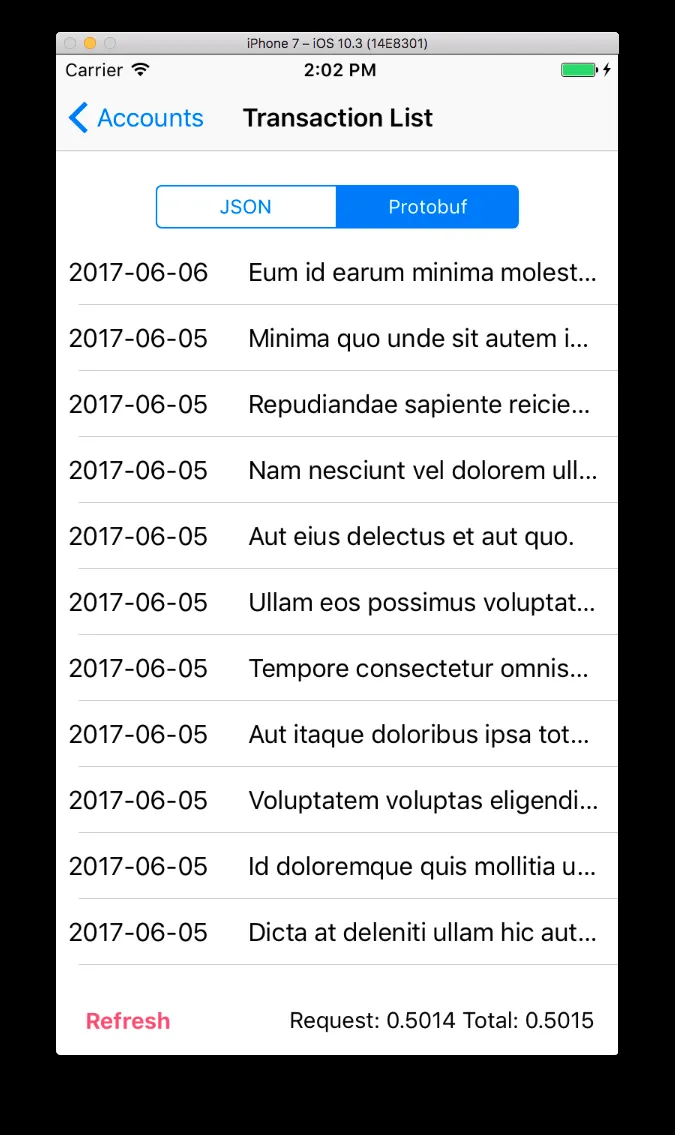 iPhone 7 – iOS 10.3 (14E8301)
Carrier 2:02 PM
Accounts Transaction List
JSON Protobuf
2017-06-06 Eum id earum minima molest...
2017-06-05 Minima quo unde sit autem i...
2017-06-05 Repudiandae sapiente reicie...
2017-06-05 Nam nesciunt vel dolorem ull...
2017-06-05 Aut eius delectus et aut quo.
2017-06-05 Ullam eos possimus voluptat...
2017-06-05 Tempore consectetur omnis...
2017-06-05 Aut itaque doloribus ipsa tot...
2017-06-05 Voluptatem voluptas eligendi...
2017-06-05 Id doloremque quis mollitia u...
2017-06-05 Dicta at deleniti ullam hic aut...
Refresh Request: 0.5014 Total: 0.5015